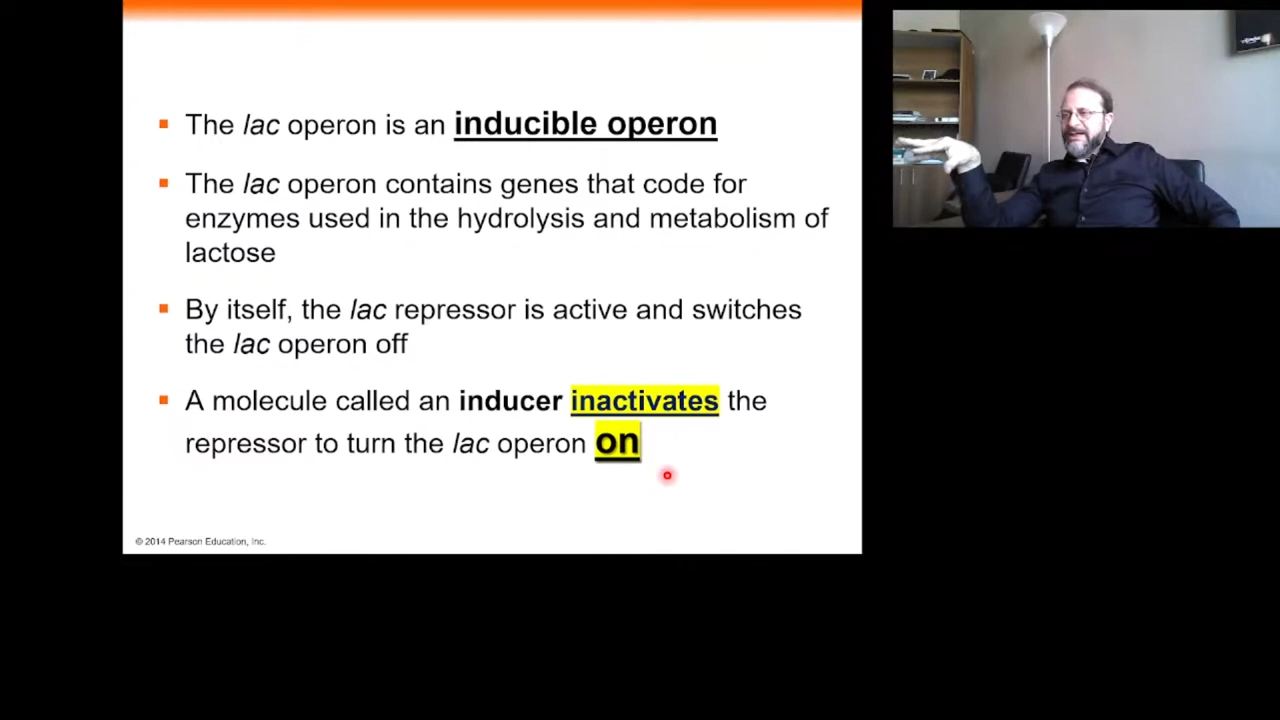 The lac operon is an inducible operon
The lac operon contains genes that code for
enzymes used in the hydrolysis and metabolism of
lactose
By itself, the lac repressor is active and switches
the lac operon off
A molecule called an inducer inactivates the
repressor to turn the lac operon on
© 2014 Pearson Education, Inc.